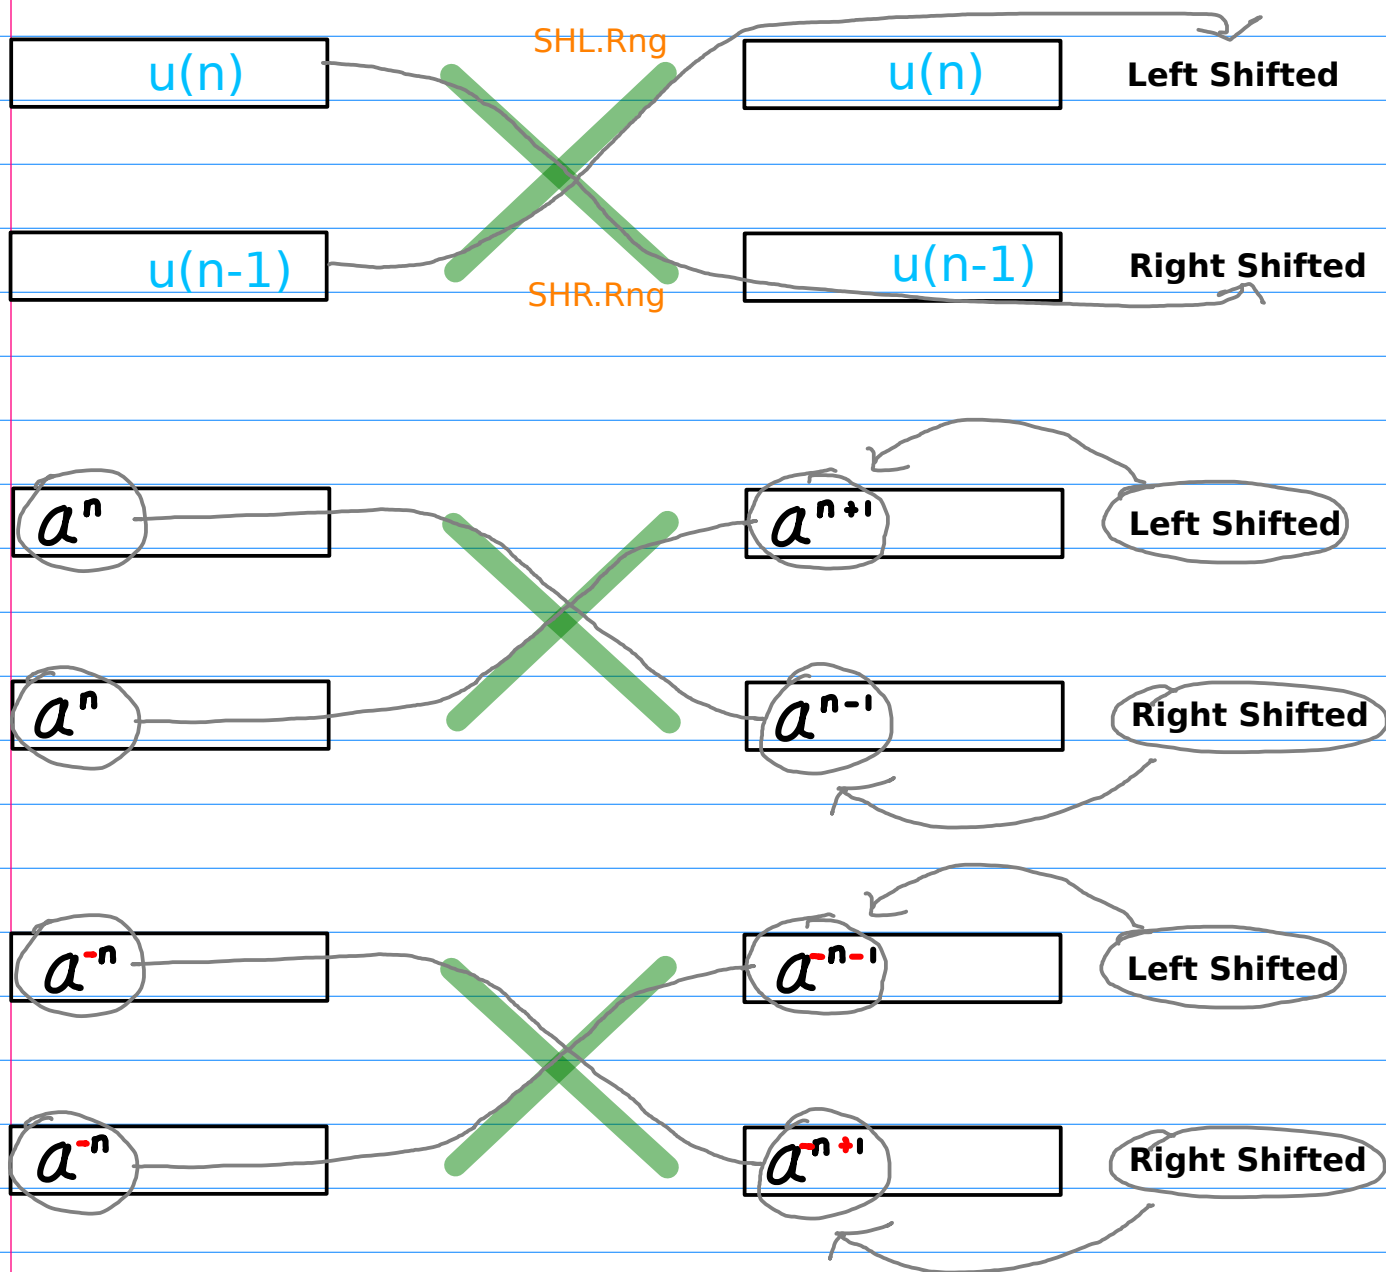 SHL.Rng
u(n) u(n) Left Shifted
u(n-1) u(n-1) Right Shifted
SHR.Rng
aⁿ aⁿ⁺¹ Left Shifted
aⁿ aⁿ⁻¹ Right Shifted
a⁻ⁿ a⁻ⁿ⁻¹ Left Shifted
a⁻ⁿ a⁻ⁿ⁺¹ Right Shifted